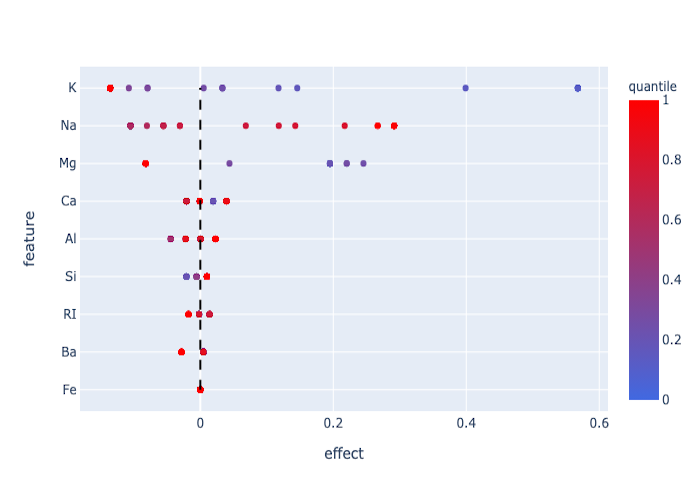 quantile
K
Na
Mg
Ca
Al
Si
RI
Ba
Fe
feature
0
0.2
0.4
0.6
effect
1
0.8
0.6
0.4
0.2
0